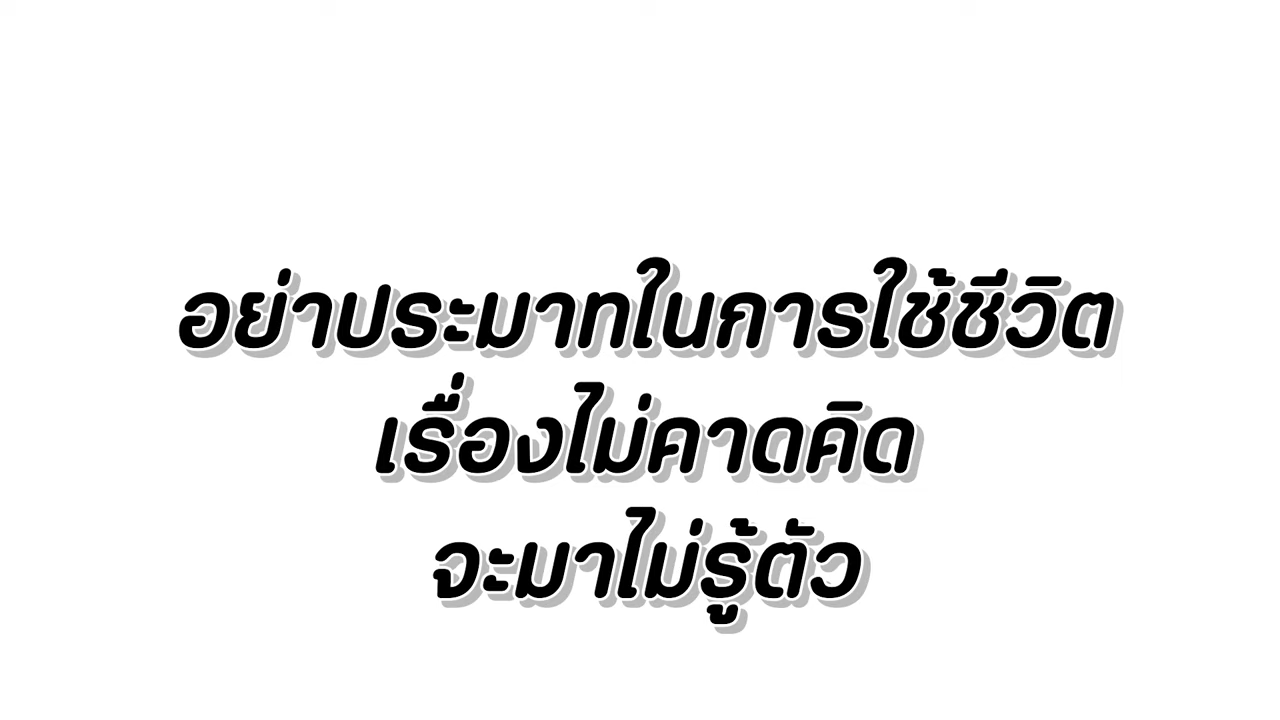 อย่าประมาทในการใช้ชีวิต
เรื่องไม่คาดคิด
จะมาไม่รู้ตัว